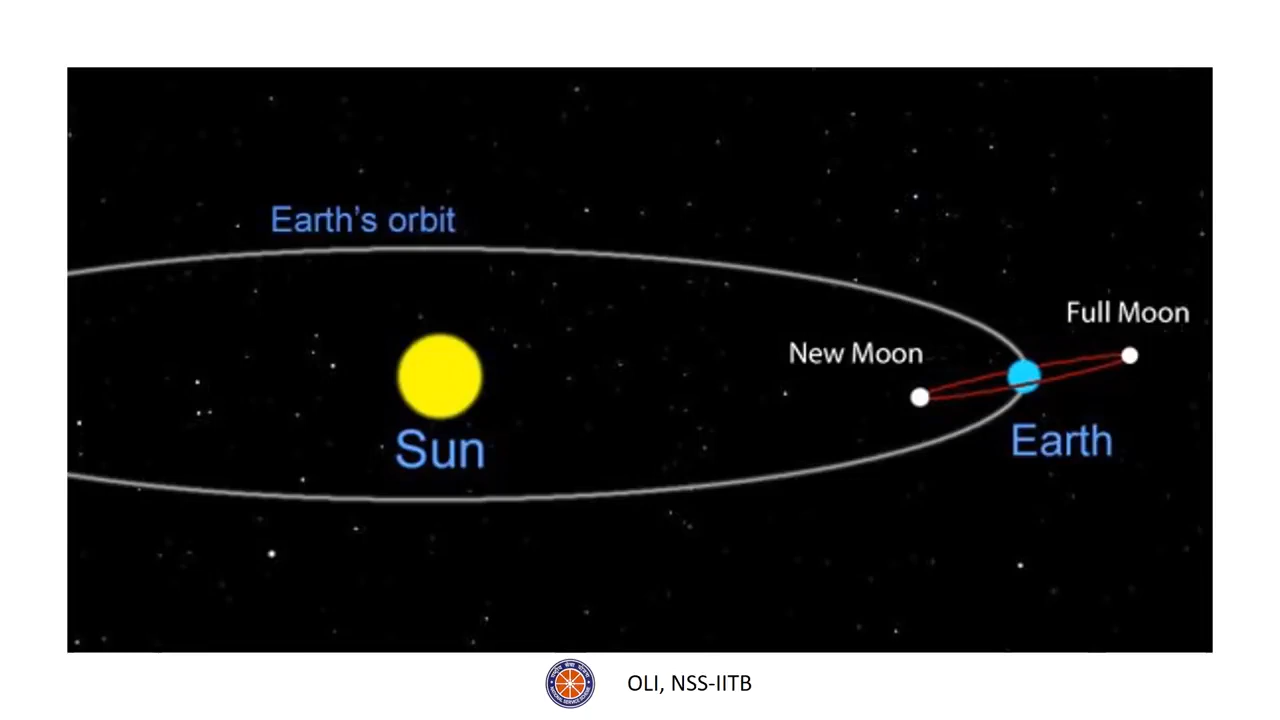 Earth's orbit
Full Moon
New Moon
Sun
Earth
OLI, NSS-IITB